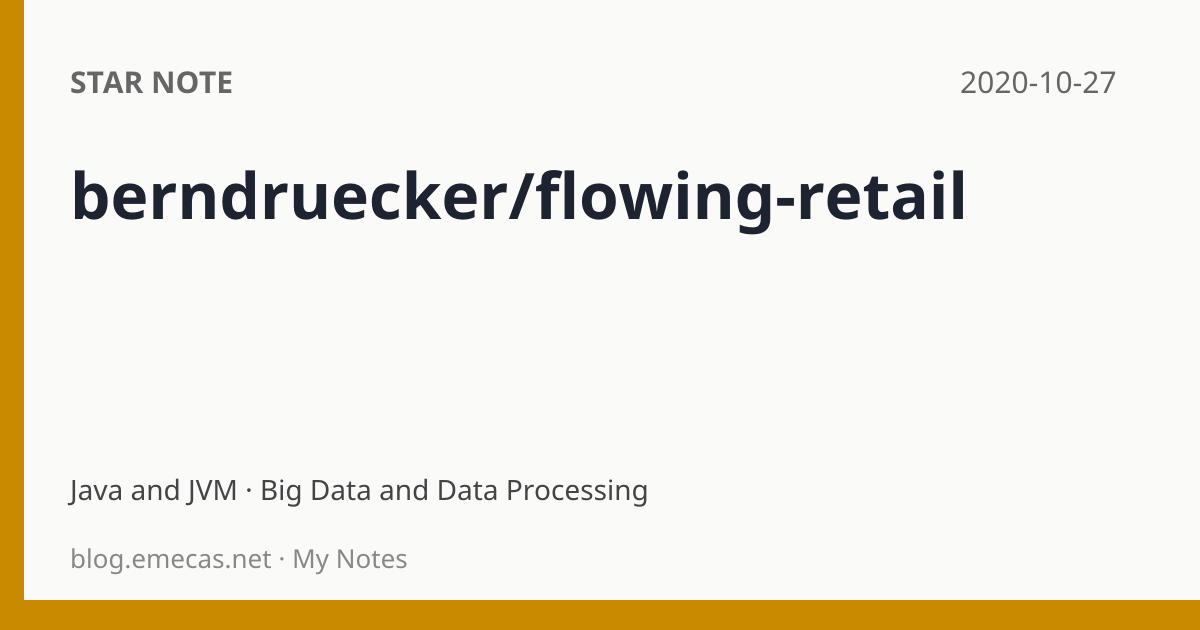 STAR NOTE
2020-10-27
berndruecker/flowing-retail
Java and JVM · Big Data and Data Processing
blog.emecas.net · My Notes